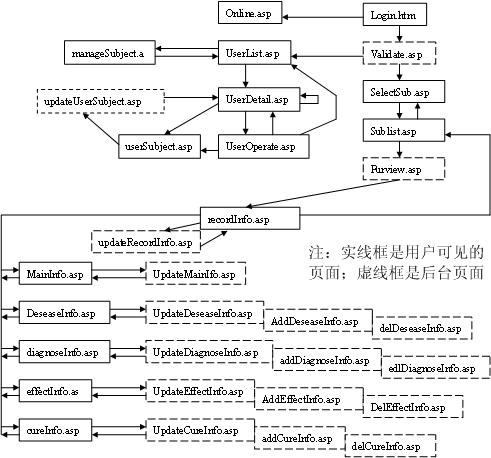 Online.asp
Login.htm
manageSubject.a
UserList.asp
Validate.asp
updateUserSubject.asp
UserDetail.asp
SelectSub.asp
userSubject.asp
UserOperate.asp
Sublist.asp
Purview.asp
recordInfo.asp
updateRecordInfo.asp
注：实线框是用户可见的
页面；虚线框是后台页面
MainInfo.asp
UpdateMainIfo.asp
DeseaseInfo.asp
UpdateDeseaseInfo.asp
AddDeseaseInfo.asp
delDeseaseInfo.asp
diagnoseInfo.asp
UpdateDiagnoseInfo.asp
addDiagnoseInfo.asp
edlDiagnoseInfo.asp
effectInfo.as
UpdateEffectInfo.asp
AddEffectInfo.asp
DelEffectInfo.asp
cureInfo.asp
UpdateCureInfo.asp
addCureInfo.asp
delCureInfo.asp